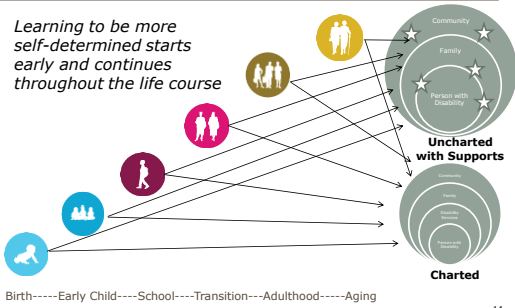 Learning to be more
self-determined starts
early and continues
throughout the life course
Community
Family
Person with
Disability
Uncharted
with Supports
Community
Family
Disability
Services
Person with
Disability
Charted
Birth-----Early Child----School----Transition---Adulthood-----Aging